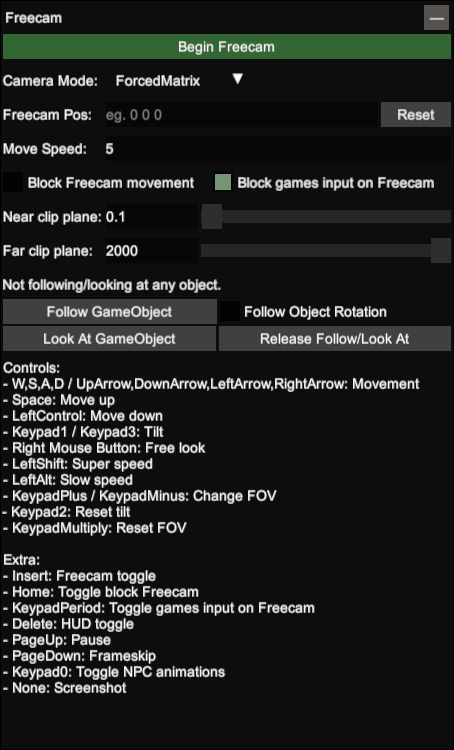 Freecam
Begin Freecam
Camera Mode: ForcedMatrix ▼
Freecam Pos: eg. 0 0 0 Reset
Move Speed: 5
Block Freecam movement Block games input on Freecam
Near clip plane: 0.1
Far clip plane: 2000
Not following/looking at any object.
Follow GameObject Follow Object Rotation
Look At GameObject Release Follow/Look At
Controls:
- W,S,A,D / UpArrow,DownArrow,LeftArrow,RightArrow: Movement
- Space: Move up
- LeftControl: Move down
- Keypad1 / Keypad3: Tilt
- Right Mouse Button: Free look
- LeftShift: Super speed
- LeftAlt: Slow speed
- KeypadPlus / KeypadMinus: Change FOV
- Keypad2: Reset tilt
- KeypadMultiply: Reset FOV
Extra:
- Insert: Freecam toggle
- Home: Toggle block Freecam
- KeypadPeriod: Toggle games input on Freecam
- Delete: HUD toggle
- PageUp: Pause
- PageDown: Frameskip
- Keypad0: Toggle NPC animations
- None: Screenshot